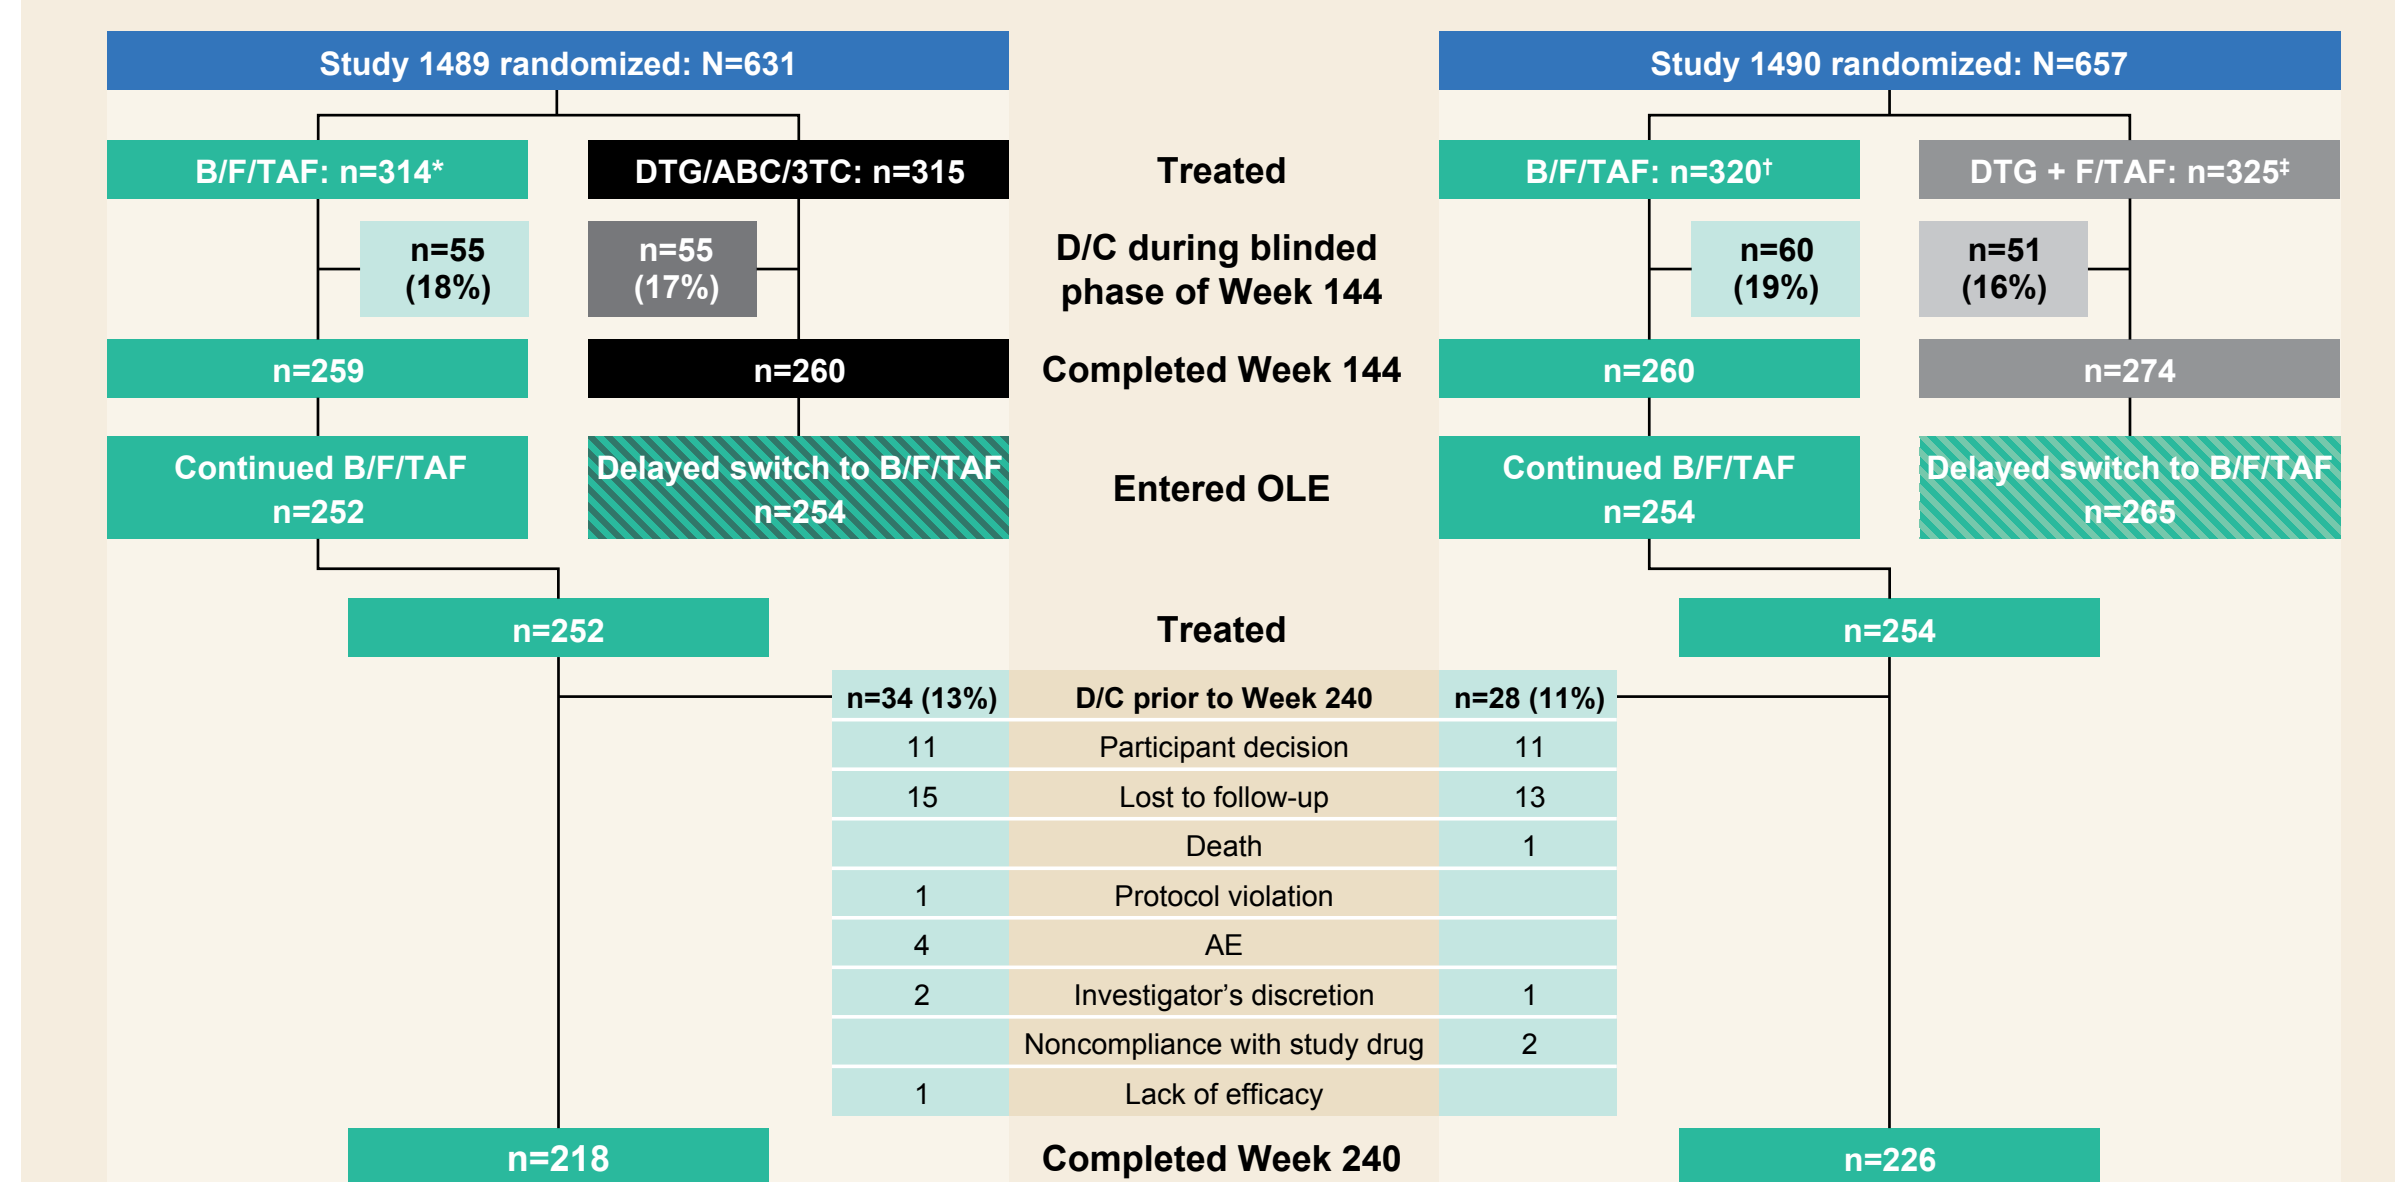 Study 1489 randomized: N=631
Study 1490 randomized: N=657
B/F/TAF: n=314*
DTG/ABC/3TC: n=315
Treated
B/F/TAF: n=320†
DTG + F/TAF: n=325‡
n=55
(18%)
n=55
(17%)
D/C during blinded
phase of Week 144
n=60
(19%)
n=51
(16%)
n=259
n=260
Completed Week 144
n=260
n=274
Continued B/F/TAF
n=252
Delayed switch to B/F/TAF
n=254
Entered OLE
Continued B/F/TAF
n=254
Delayed switch to B/F/TAF
n=265
n=252
Treated
n=254
n=34 (13%)
D/C prior to Week 240
n=28 (11%)
11
Participant decision
11
15
Lost to follow-up
13
Death
1
1
Protocol violation
4
AE
2
Investigator’s discretion
1
Noncompliance with study drug
2
1
Lack of efficacy
n=218
Completed Week 240
n=226